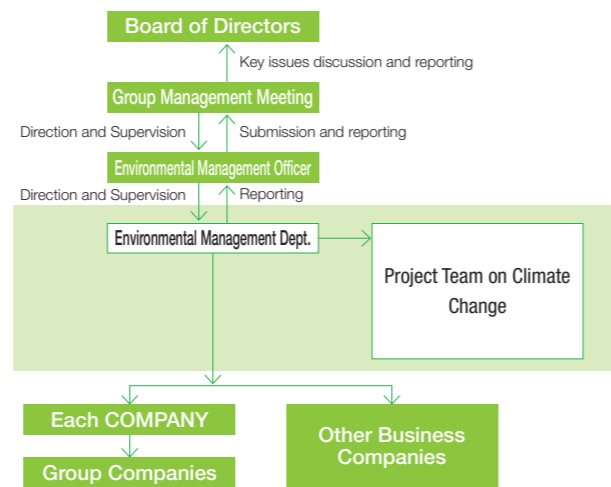 Board of Directors
Key issues discussion and reporting
Group Management Meeting
Direction and Supervision
Submission and reporting
Environmental Management Officer
Direction and Supervision
Reporting
Environmental Management Dept.
Project Team on Climate
Change
Each COMPANY
Group Companies
Other Business
Companies